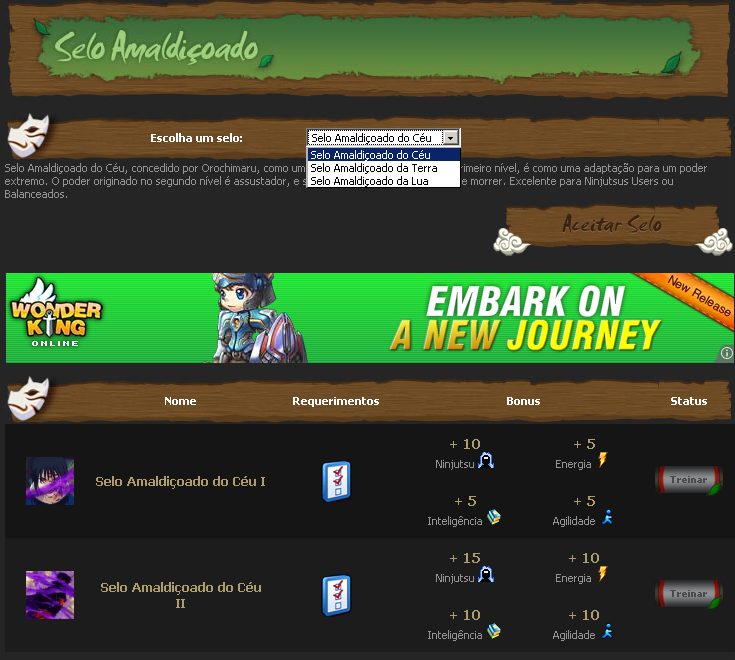 Selo Amaldiçoado
Escolha um selo:
Selo Amaldiçoado do Céu
Selo Amaldiçoado do Céu
Selo Amaldiçoado da Terra
Selo Amaldiçoado da Lua
Selo Amaldiçoado do Céu, concedido por Orochimaru, como um rimeiro nível, é como uma adaptação para um poder
extremo. O poder originado no segundo nível é assustador, e s e morrer. Excelente para Ninjutsus Users ou
Balanceados.
Aceitar Selo
WONDER
KING
ONLINE
EMBARK ON
A NEW JOURNEY
New Release
Nome Requerimentos Bonus Status
Selo Amaldiçoado do Céu I
+ 10 + 5
Ninjutsu Energia
+ 5 + 5
Inteligência Agilidade
Treinar
Selo Amaldiçoado do Céu
II
+ 15 + 10
Ninjutsu Energia
+ 10 + 10
Inteligência Agilidade
Treinar